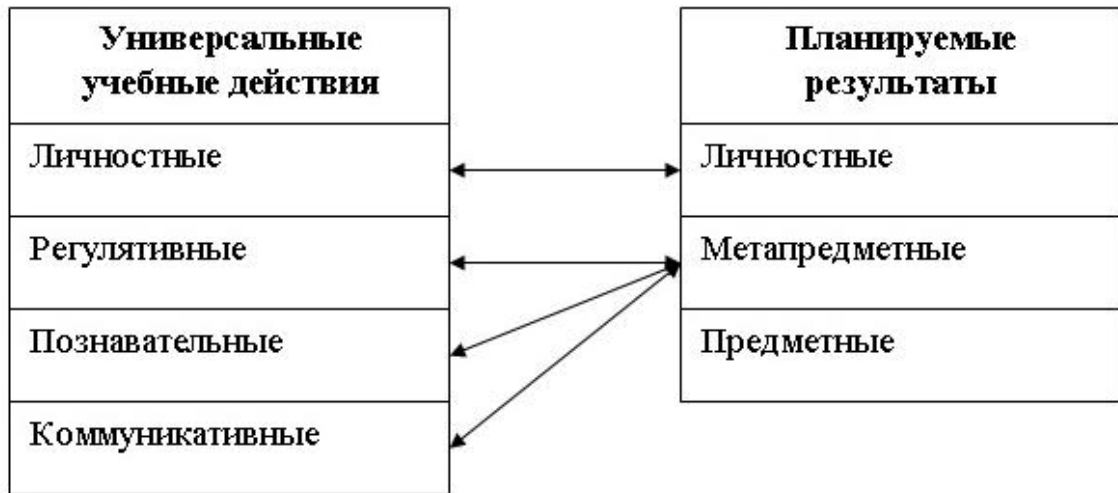 Универсальные
учебные действия
Личностные
Регулятивные
Познавательные
Коммуникативные
Планируемые
результаты
Личностные
Метапредметные
Предметные